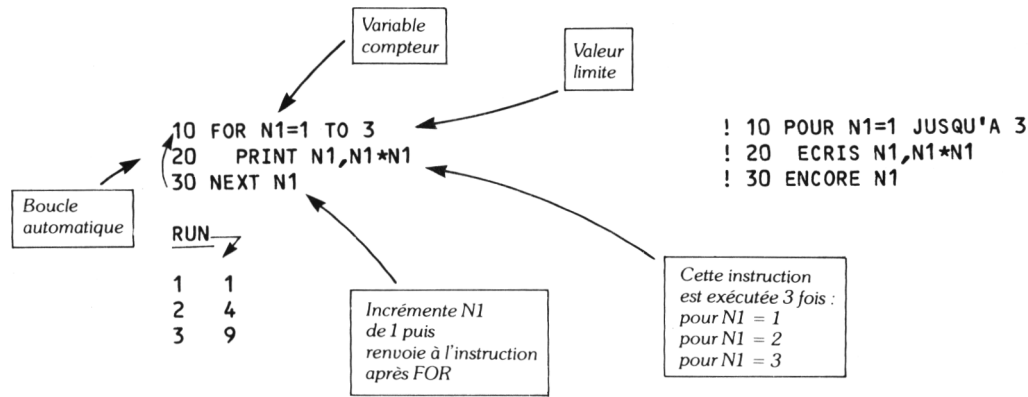 Variable
compteur
Valeur
limite
10 FOR N1=1 TO 3
20 PRINT N1,N1*N1
30 NEXT N1
! 10 POUR N1=1 JUSQU'A 3
! 20 ECRIS N1,N1*N1
! 30 ENCORE N1
Boucle
automatique
RUN
1 1
2 4
3 9
Incrémente N1
de 1 puis
renvoie à l'instruction
après FOR
Cette instruction
est exécutée 3 fois :
pour N1 = 1
pour N1 = 2
pour N1 = 3